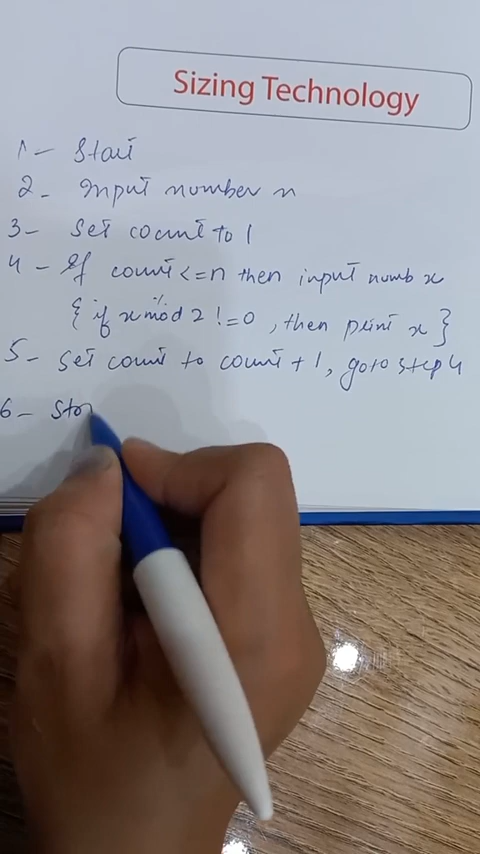 Sizing Technology
1- Start
2- Input number n
3- Set count to 1
4- If count <= n then input numb x
%
{ if x mod 2 != 0 , then print x }
5- Set count to count + 1, goto step 4
6- Sto